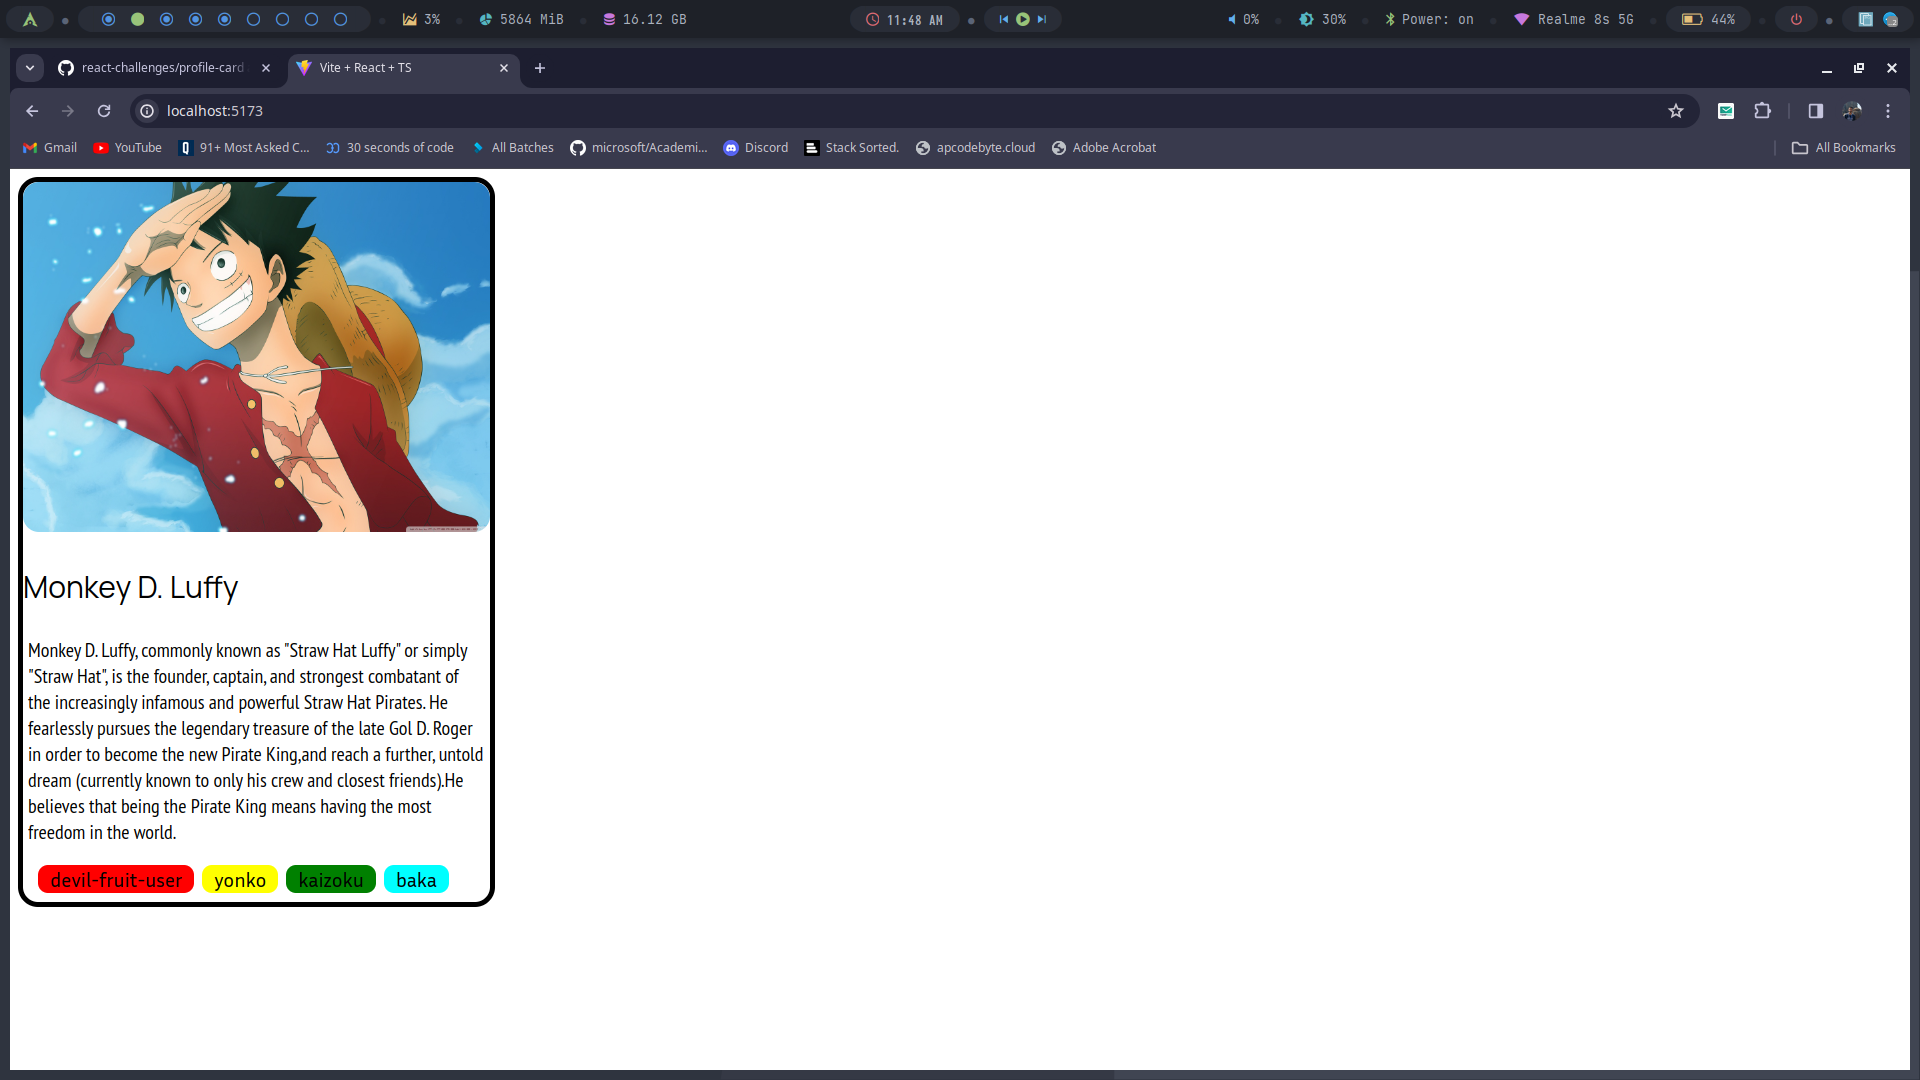 3% 5864 MiB 16.12 GB 11:48 AM 0% 30% Power: on Realme 8s 5G 44%
react-challenges/profile-card Vite + React + TS
localhost:5173
Gmail YouTube 91+ Most Asked C... 30 seconds of code All Batches microsoft/Academi... Discord Stack Sorted. apcodebyte.cloud Adobe Acrobat All Bookmarks
Monkey D. Luffy
Monkey D. Luffy, commonly known as "Straw Hat Luffy" or simply
"Straw Hat", is the founder, captain, and strongest combatant of
the increasingly infamous and powerful Straw Hat Pirates. He
fearlessly pursues the legendary treasure of the late Gol D. Roger
in order to become the new Pirate King,and reach a further, untold
dream (currently known to only his crew and closest friends).He
believes that being the Pirate King means having the most
freedom in the world.
devil-fruit-user yonko kaizoku baka